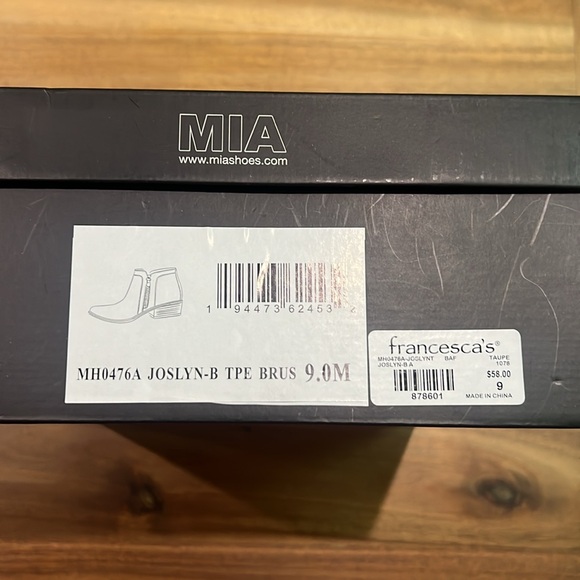 MIA
www.miashoes.com
1 94473 62453 2
MH0476A JOSLYN-B TPE BRUS 9.0M
francesca's®
MH0476A-JOSLYNT BAF TAUPE
JOSLYN-B A 1076
$58.00
9
878601 MADE IN CHINA